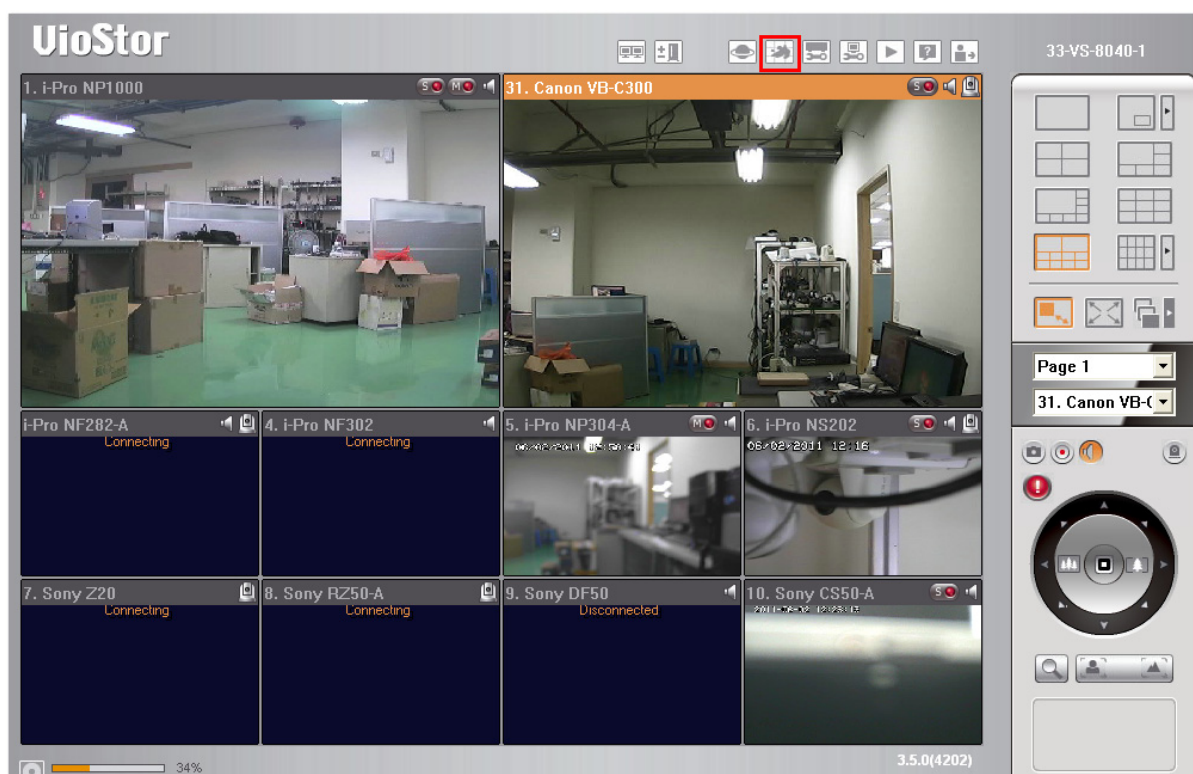 VioStor
33-VS-8040-1
1. i-Pro NP1000
S M
31. Canon VB-C300
S
Page 1
31. Canon VB-(
i-Pro NF282-A
Connecting
4. i-Pro NF302
Connecting
5. i-Pro NP304-A
M
6. i-Pro NS202
S
06/02/2011 12:16
7. Sony Z20
Connecting
8. Sony RZ50-A
Connecting
9. Sony DF50
Disconnected
10. Sony CS50-A
S
34%
3.5.0(4202)